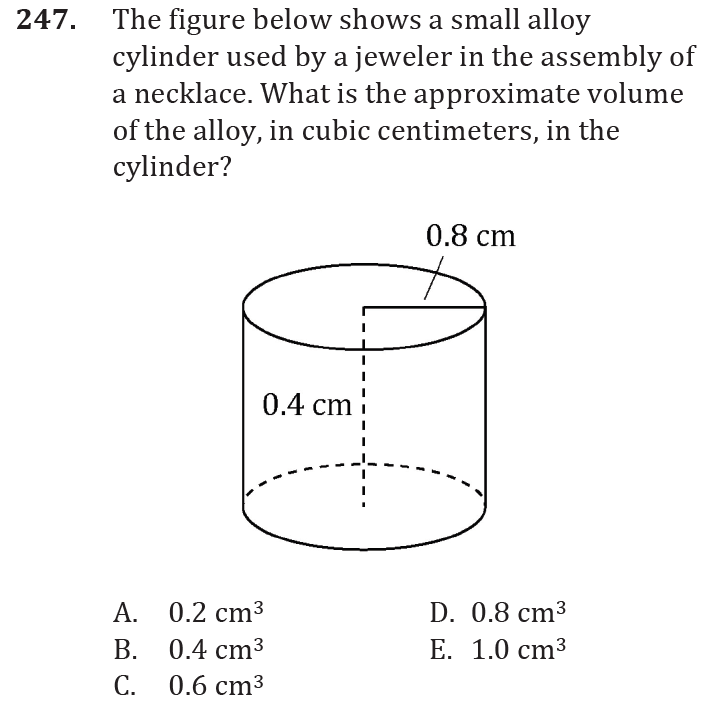 247. The figure below shows a small alloy
cylinder used by a jeweler in the assembly of
a necklace. What is the approximate volume
of the alloy, in cubic centimeters, in the
cylinder?
0.8 cm
0.4 cm
A. 0.2 cm³
B. 0.4 cm³
C. 0.6 cm³
D. 0.8 cm³
E. 1.0 cm³